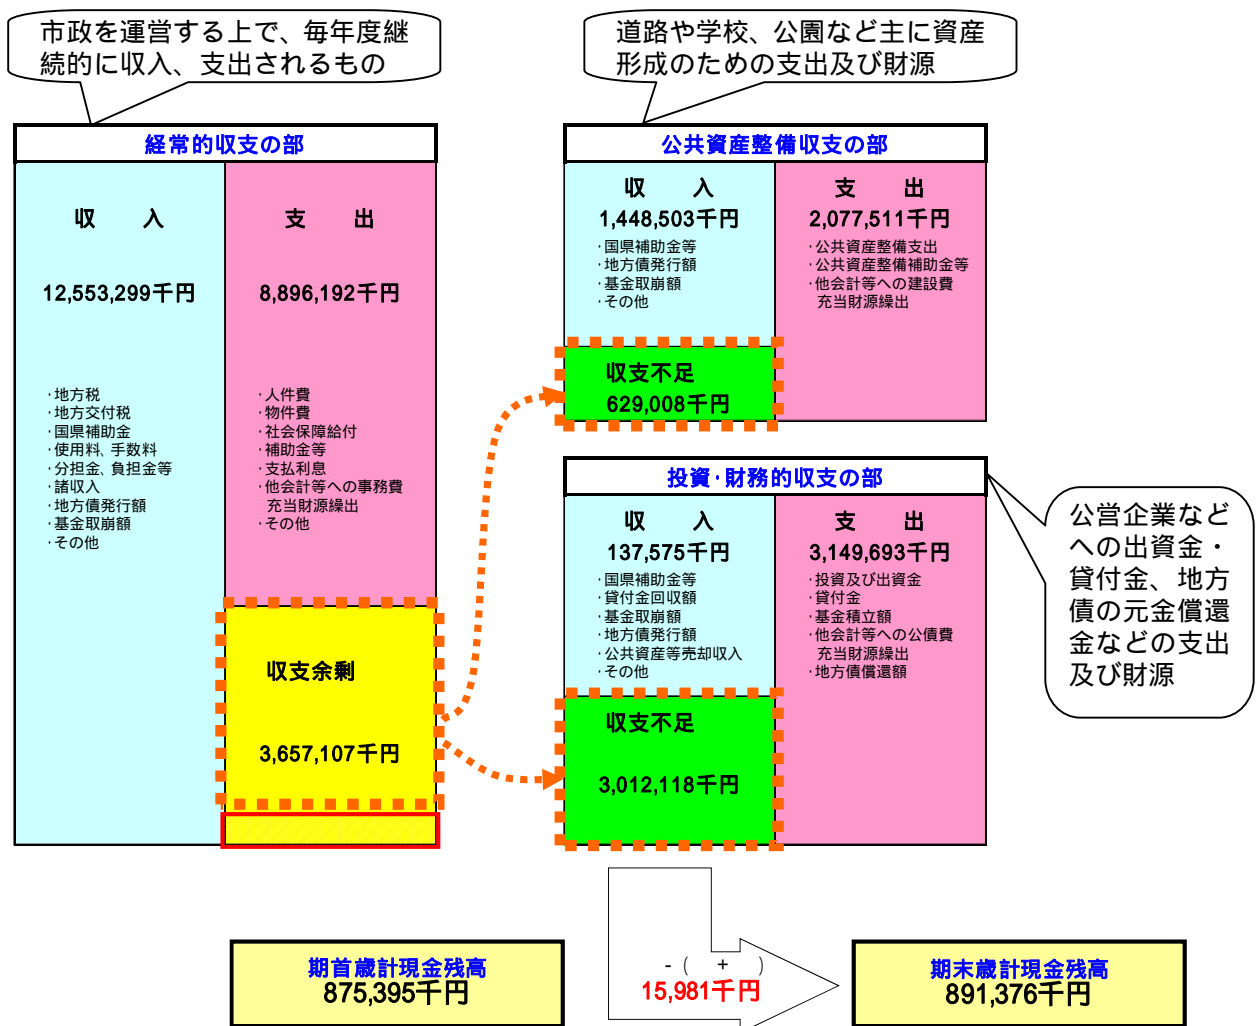 市政を運営する上で、毎年度継
続的に収入、支出されるもの
道路や学校、公園など主に資産
形成のための支出及び財源
経常的収支の部
収 入
12,553,299千円
・地方税
・地方交付税
・国県補助金
・使用料、手数料
・分担金、負担金等
・諸収入
・地方債発行額
・基金取崩額
・その他
支 出
8,896,192千円
・人件費
・物件費
・社会保障給付
・補助金等
・支払利息
・他会計等への事務費
充当財源繰出
・その他
収支余剰
3,657,107千円
公共資産整備収支の部
収 入
1,448,503千円
・国県補助金等
・地方債発行額
・基金取崩額
・その他
収支不足
629,008千円
支 出
2,077,511千円
・公共資産整備支出
・公共資産整備補助金等
・他会計等への建設費
充当財源繰出
投資・財務的収支の部
収 入
137,575千円
・国県補助金等
・貸付金回収額
・基金取崩額
・地方債発行額
・公共資産等売却収入
・その他
収支不足
3,012,118千円
支 出
3,149,693千円
・投資及び出資金
・貸付金
・基金積立額
・他会計等への公債費
充当財源繰出
・地方債償還額
公営企業など
への出資金・
貸付金、地方
債の元金償還
金などの支出
及び財源
期首歳計現金残高
875,395千円
- ( + )
15,981千円
期末歳計現金残高
891,376千円